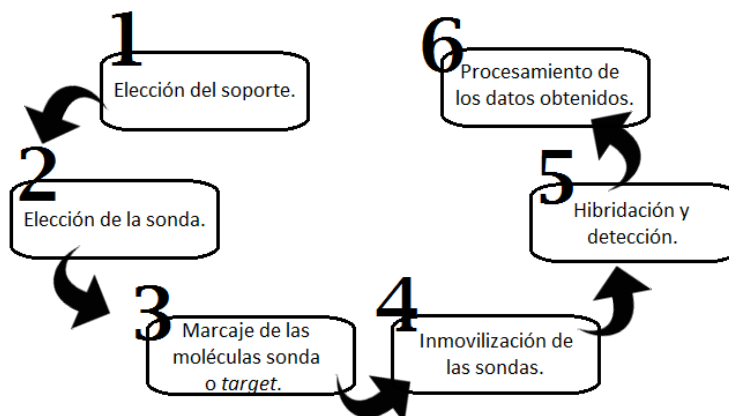 1
Elección del soporte.
2
Elección de la sonda.
3
Marcaje de las
moléculas sonda
o target.
4
Inmovilización de
las sondas.
5
Hibridación y
detección.
6
Procesamiento de
los datos obtenidos.